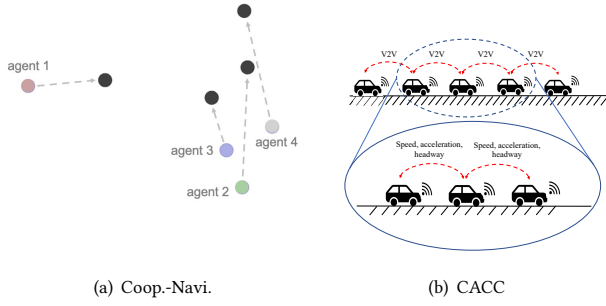 agent 1
agent 3
agent 4
agent 2
(a) Coop.-Navi.
V2V V2V V2V V2V
Speed, acceleration, Speed, acceleration,
headway headway
(b) CACC